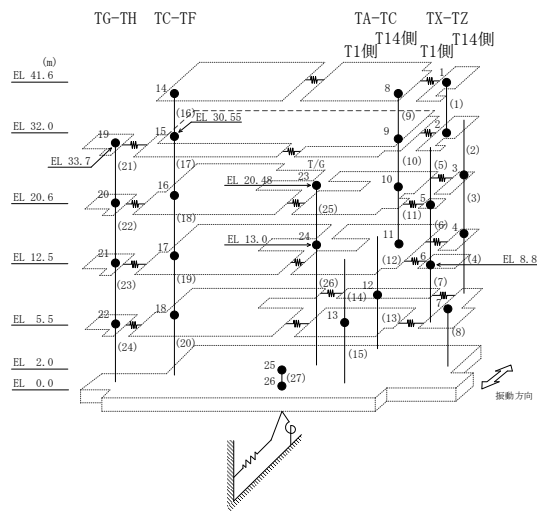 TG-TH TC-TF TA-TC TX-TZ
T1側 T14側 T1側 T14側
(m)
EL 41.6
14 8 1
(16) (9) (1)
EL 30.55
EL 32.0
19 15 9 2
EL 33.7
(21) (17) (10) (2)
T/G
EL 20.48 23
16 10 (5) 3
EL 20.6
20 (18) (25) (11) 5 (3)
(22)
EL 13.0 24 11 (6) 4
EL 12.5
21 17 (12) 6 (4) EL 8.8
(23) (19) (26) (14) 12 (7)
EL 5.5
22 18 13 (13) 7
(24) (20) (15) (8)
EL 2.0
25
EL 0.0
26 (27)
振動方向